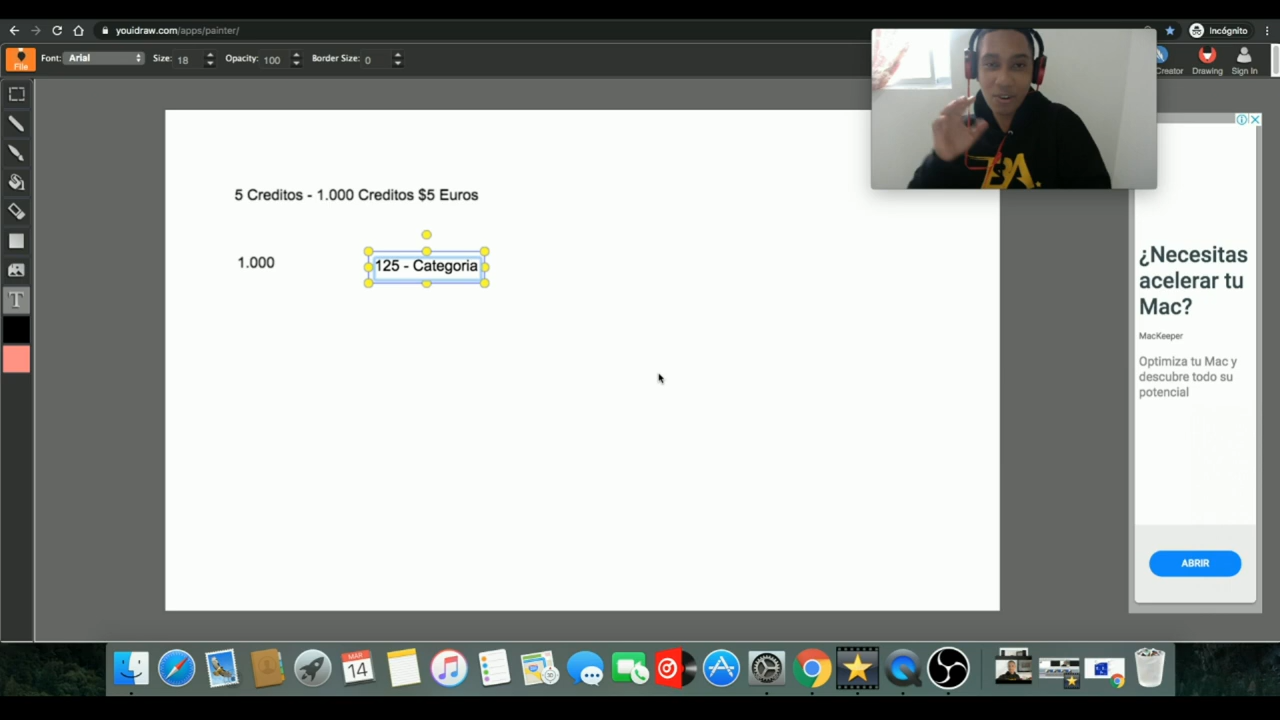 youidraw.com/apps/painter/
Incógnito
File
Font: Arial
Size: 18
Opacity: 100
Border Size: 0
Creator
Drawing
Sign In
5 Creditos - 1.000 Creditos $5 Euros
1.000
125 - Categoria
T
BA.
¿Necesitas
acelerar tu
Mac?
MacKeeper
Optimiza tu Mac y
descubre todo su
potencial
ABRIR
MAR
14